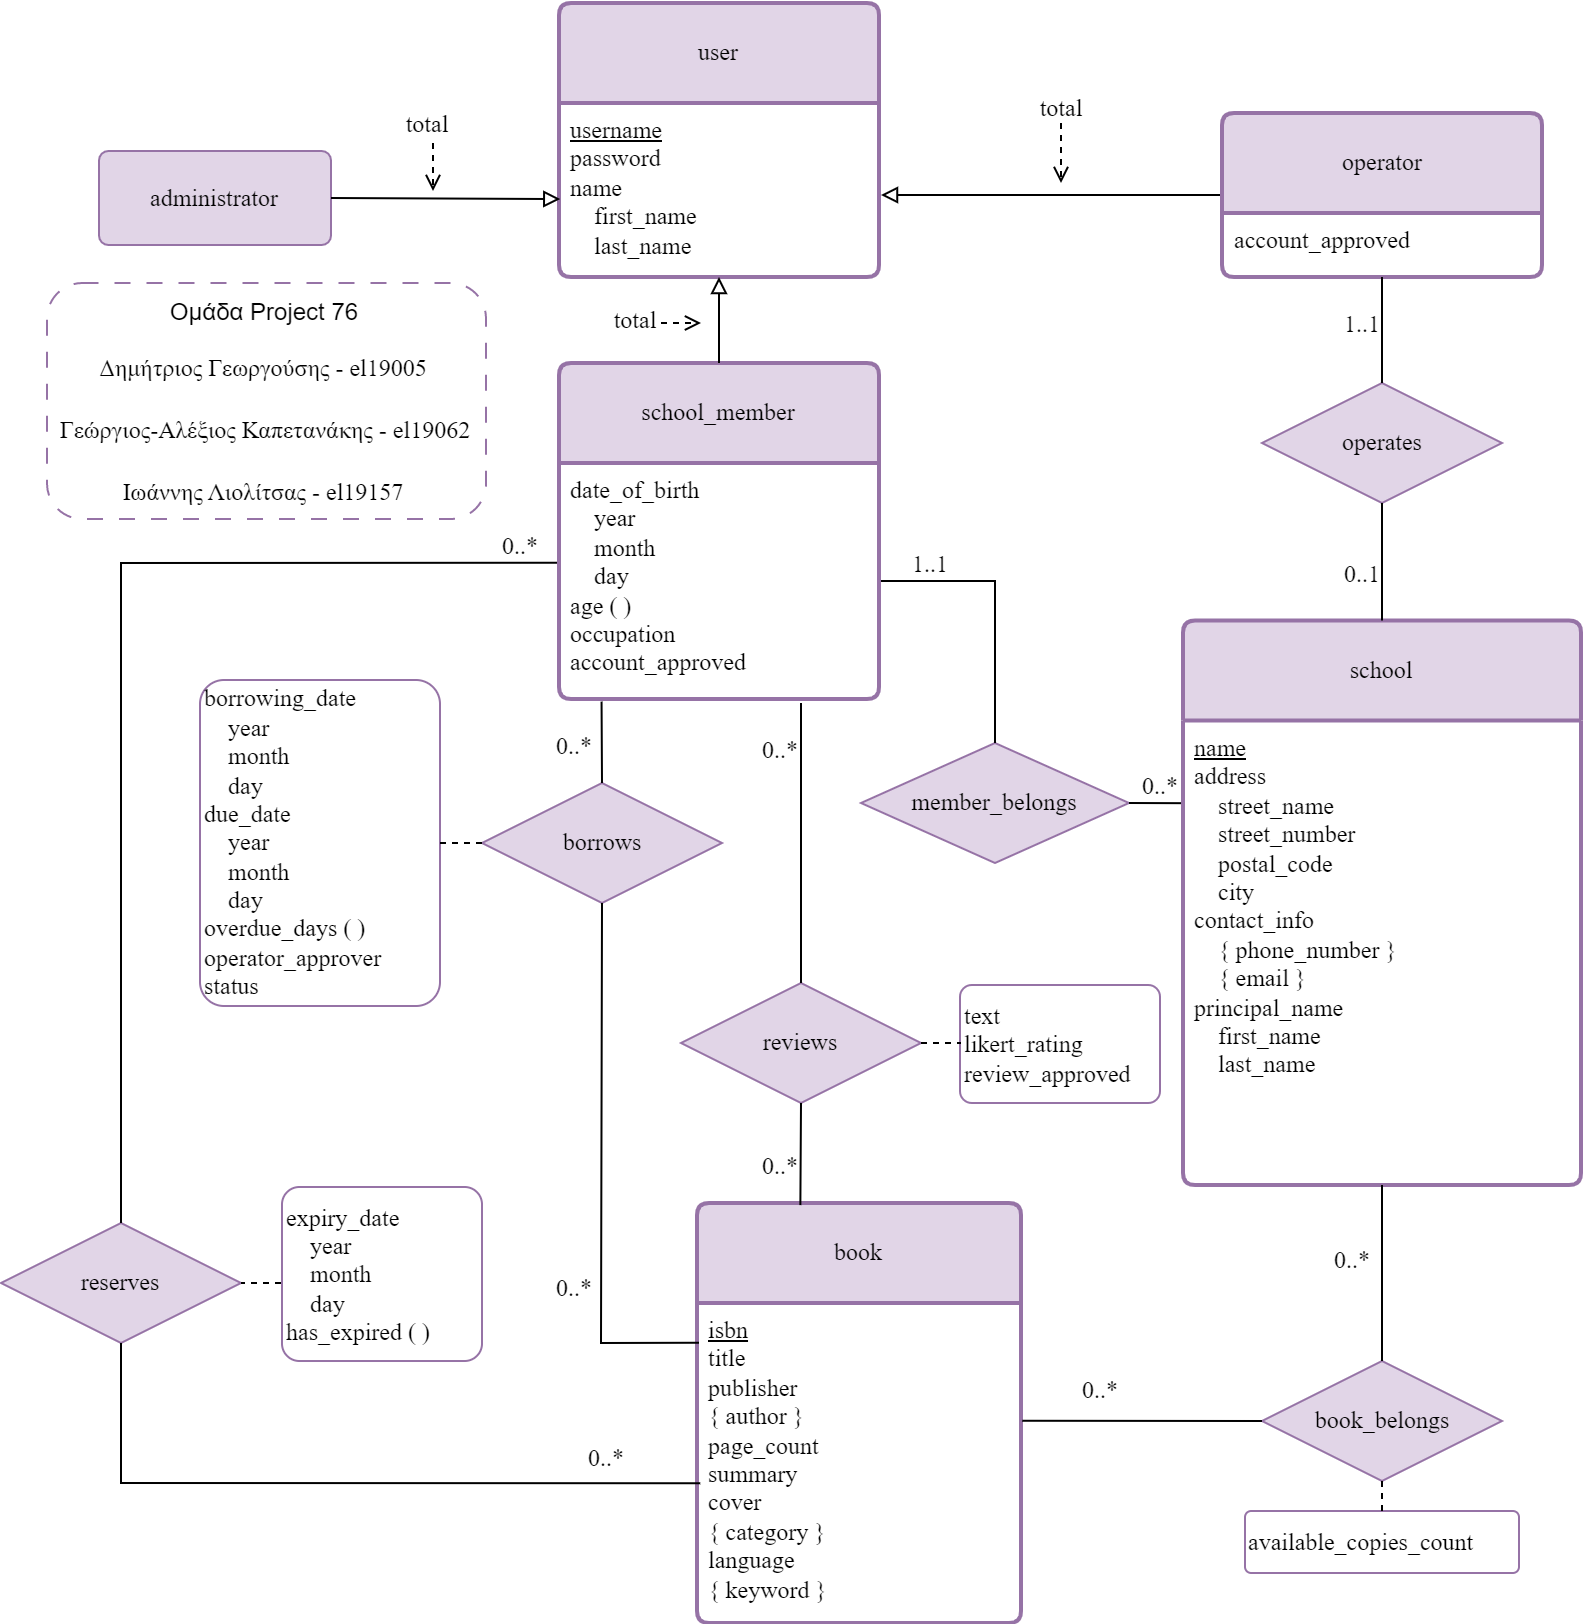 user
username
password
name
first_name
last_name
total
administrator
total
operator
account_approved
Ομάδα Project 76
Δημήτριος Γεωργούσης - el19005
Γεώργιος-Αλέξιος Καπετανάκης - el19062
Ιωάννης Λιολίτσας - el19157
total
1..1
operates
0..1
school_member
date_of_birth
year
month
day
age ( )
occupation
account_approved
0..*
1..1
member_belongs
0..*
school
name
address
street_name
street_number
postal_code
city
contact_info
{ phone_number }
{ email }
principal_name
first_name
last_name
borrowing_date
year
month
day
due_date
year
month
day
overdue_days ( )
operator_approver
status
0..*
borrows
0..*
0..*
reviews
text
likert_rating
review_approved
0..*
reserves
expiry_date
year
month
day
has_expired ( )
0..*
book
isbn
title
publisher
{ author }
page_count
summary
cover
{ category }
language
{ keyword }
0..*
0..*
book_belongs
available_copies_count